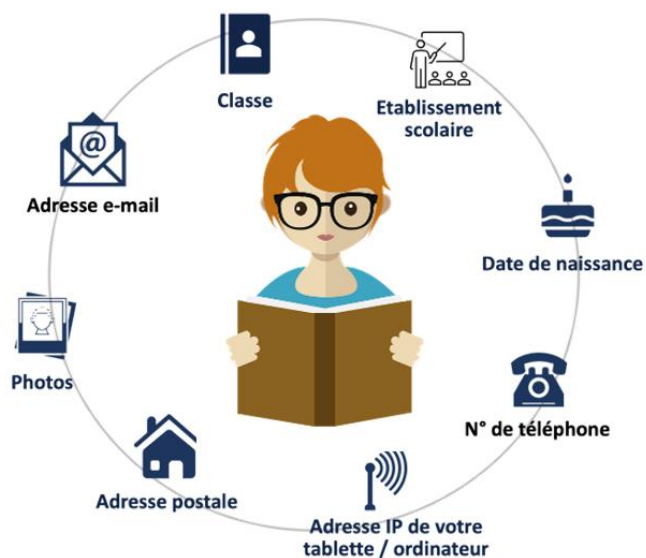 Classe
Etablissement
scolaire
@
Adresse e-mail
Date de naissance
Photos
N° de téléphone
Adresse postale
Adresse IP de votre
tablette / ordinateur